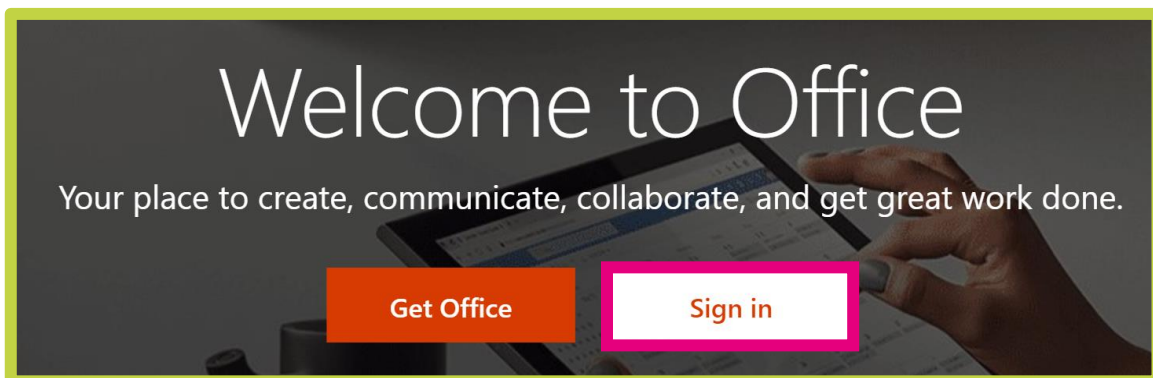 Welcome to Office
Your place to create, communicate, collaborate, and get great work done.
Get Office
Sign in